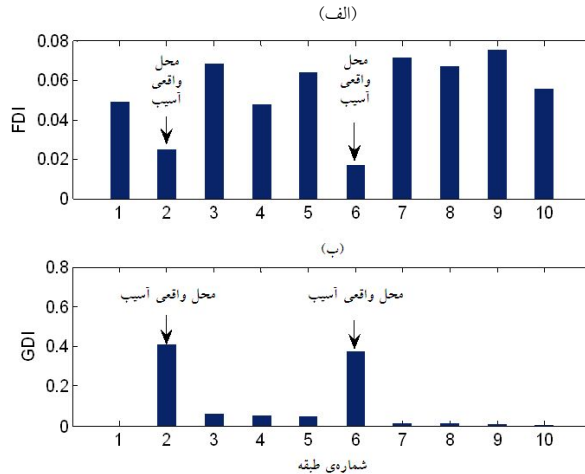 (الف)
0.08
0.06
0.04
0.02
0
FDI
محل
واقعی
آسیب
محل
واقعی
آسیب
1 2 3 4 5 6 7 8 9 10
(ب)
0.8
0.6
0.4
0.2
0
GDI
محل واقعی آسیب
محل واقعی آسیب
1 2 3 4 5 6 7 8 9 10
شماره‌ی طبقه